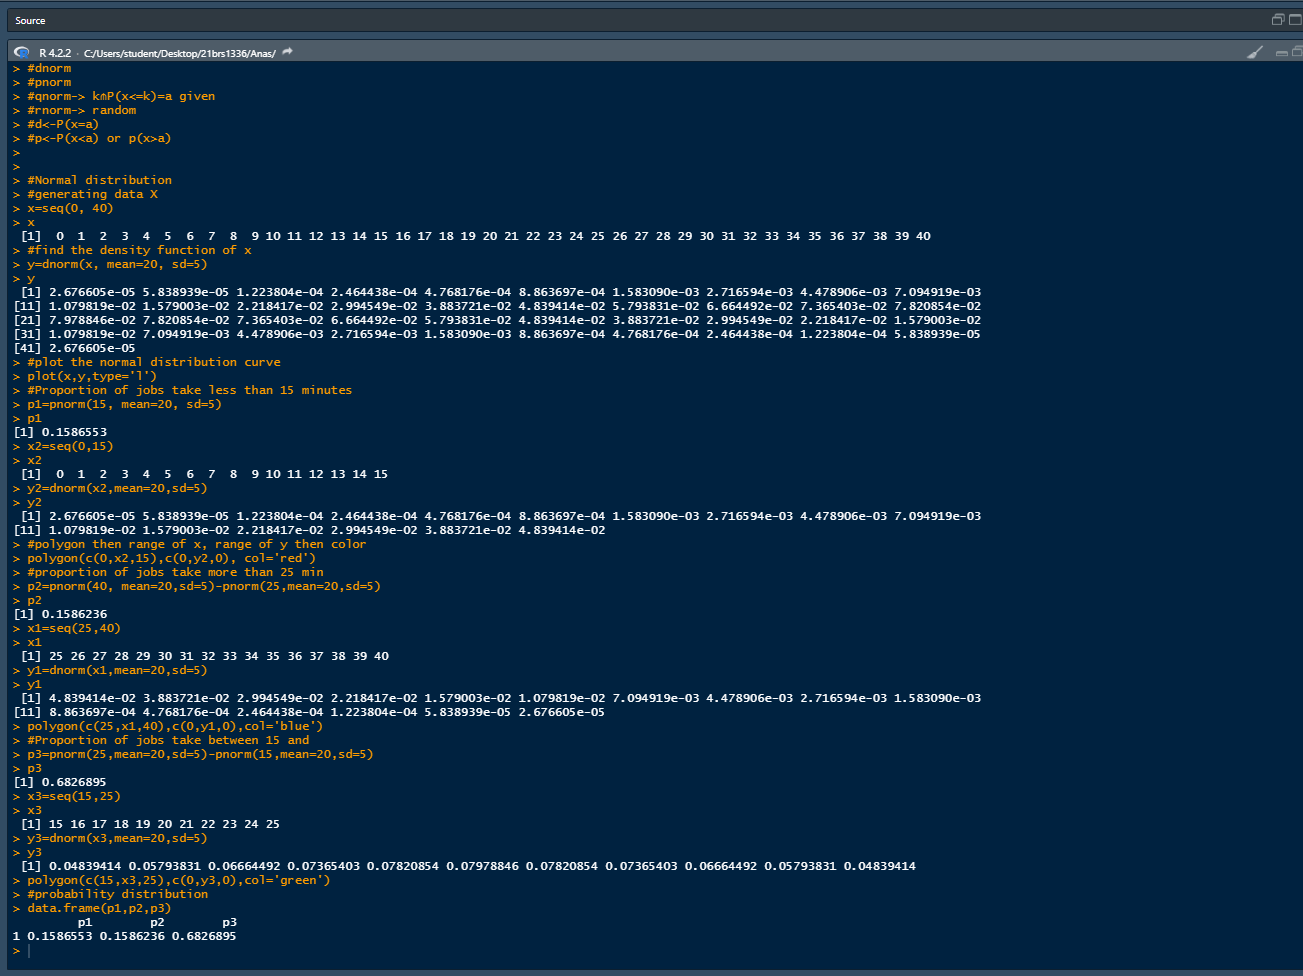 Source
R 4.2.2 · C:/Users/student/Desktop/21brs1336/Anas/
> #dnorm
> #pnorm
> #qnorm-> kmP(x<=k)=a given
> #rnorm-> random
> #d<-P(x=a)
> #p<-P(x<a) or p(x>a)
>
>
> #Normal distribution
> #generating data X
> x=seq(0, 40)
> x
[1] 0 1 2 3 4 5 6 7 8 9 10 11 12 13 14 15 16 17 18 19 20 21 22 23 24 25 26 27 28 29 30 31 32 33 34 35 36 37 38 39 40
> #find the density function of x
> y=dnorm(x, mean=20, sd=5)
> y
[1] 2.676605e-05 5.838939e-05 1.223804e-04 2.464438e-04 4.768176e-04 8.863697e-04 1.583090e-03 2.716594e-03 4.478906e-03 7.094919e-03
[11] 1.079819e-02 1.579003e-02 2.218417e-02 2.994549e-02 3.883721e-02 4.839414e-02 5.793831e-02 6.664492e-02 7.365403e-02 7.820854e-02
[21] 7.978846e-02 7.820854e-02 7.365403e-02 6.664492e-02 5.793831e-02 4.839414e-02 3.883721e-02 2.994549e-02 2.218417e-02 1.579003e-02
[31] 1.079819e-02 7.094919e-03 4.478906e-03 2.716594e-03 1.583090e-03 8.863697e-04 4.768176e-04 2.464438e-04 1.223804e-04 5.838939e-05
[41] 2.676605e-05
> #plot the normal distribution curve
> plot(x,y,type='l')
> #Proportion of jobs take less than 15 minutes
> p1=pnorm(15, mean=20, sd=5)
> p1
[1] 0.1586553
> x2=seq(0,15)
> x2
[1] 0 1 2 3 4 5 6 7 8 9 10 11 12 13 14 15
> y2=dnorm(x2,mean=20,sd=5)
> y2
[1] 2.676605e-05 5.838939e-05 1.223804e-04 2.464438e-04 4.768176e-04 8.863697e-04 1.583090e-03 2.716594e-03 4.478906e-03 7.094919e-03
[11] 1.079819e-02 1.579003e-02 2.218417e-02 2.994549e-02 3.883721e-02 4.839414e-02
> #polygon then range of x, range of y then color
> polygon(c(0,x2,15),c(0,y2,0), col='red')
> #proportion of jobs take more than 25 min
> p2=pnorm(40, mean=20,sd=5)-pnorm(25,mean=20,sd=5)
> p2
[1] 0.1586236
> x1=seq(25,40)
> x1
[1] 25 26 27 28 29 30 31 32 33 34 35 36 37 38 39 40
> y1=dnorm(x1,mean=20,sd=5)
> y1
[1] 4.839414e-02 3.883721e-02 2.994549e-02 2.218417e-02 1.579003e-02 1.079819e-02 7.094919e-03 4.478906e-03 2.716594e-03 1.583090e-03
[11] 8.863697e-04 4.768176e-04 2.464438e-04 1.223804e-04 5.838939e-05 2.676605e-05
> polygon(c(25,x1,40),c(0,y1,0),col='blue')
> #Proportion of jobs take between 15 and
> p3=pnorm(25,mean=20,sd=5)-pnorm(15,mean=20,sd=5)
> p3
[1] 0.6826895
> x3=seq(15,25)
> x3
[1] 15 16 17 18 19 20 21 22 23 24 25
> y3=dnorm(x3,mean=20,sd=5)
> y3
[1] 0.04839414 0.05793831 0.06664492 0.07365403 0.07820854 0.07978846 0.07820854 0.07365403 0.06664492 0.05793831 0.04839414
> polygon(c(15,x3,25),c(0,y3,0),col='green')
> #probability distribution
> data.frame(p1,p2,p3)
p1 p2 p3
1 0.1586553 0.1586236 0.6826895
>